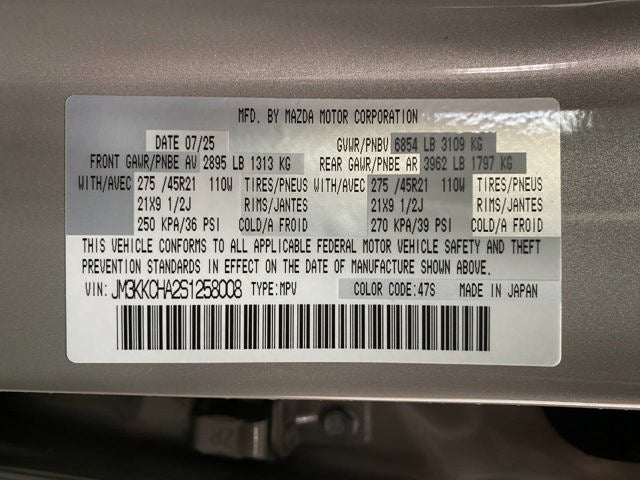 MFD. BY MAZDA MOTOR CORPORATION
DATE 07/25 GVWR/PNBV 6854 LB 3109 KG
FRONT GAWR/PNBE AV 2895 LB 1313 KG REAR GAWR/PNBE AR 3962 LB 1797 KG
WITH/AVEC 275 /45R21 110W TIRES/PNEUS WITH/AVEC 275 /45R21 110W TIRES/PNEUS
21X9 1/2J RIMS/JANTES 21X9 1/2J RIMS/JANTES
250 KPA/36 PSI COLD/A FROID 270 KPA/39 PSI COLD/A FROID
THIS VEHICLE CONFORMS TO ALL APPLICABLE FEDERAL MOTOR VEHICLE SAFETY AND THEFT
PREVENTION STANDARDS IN EFFECT ON THE DATE OF MANUFACTURE SHOWN ABOVE.
VIN: JM3KKCHA2S1258008 TYPE:MPV COLOR CODE:47S MADE IN JAPAN